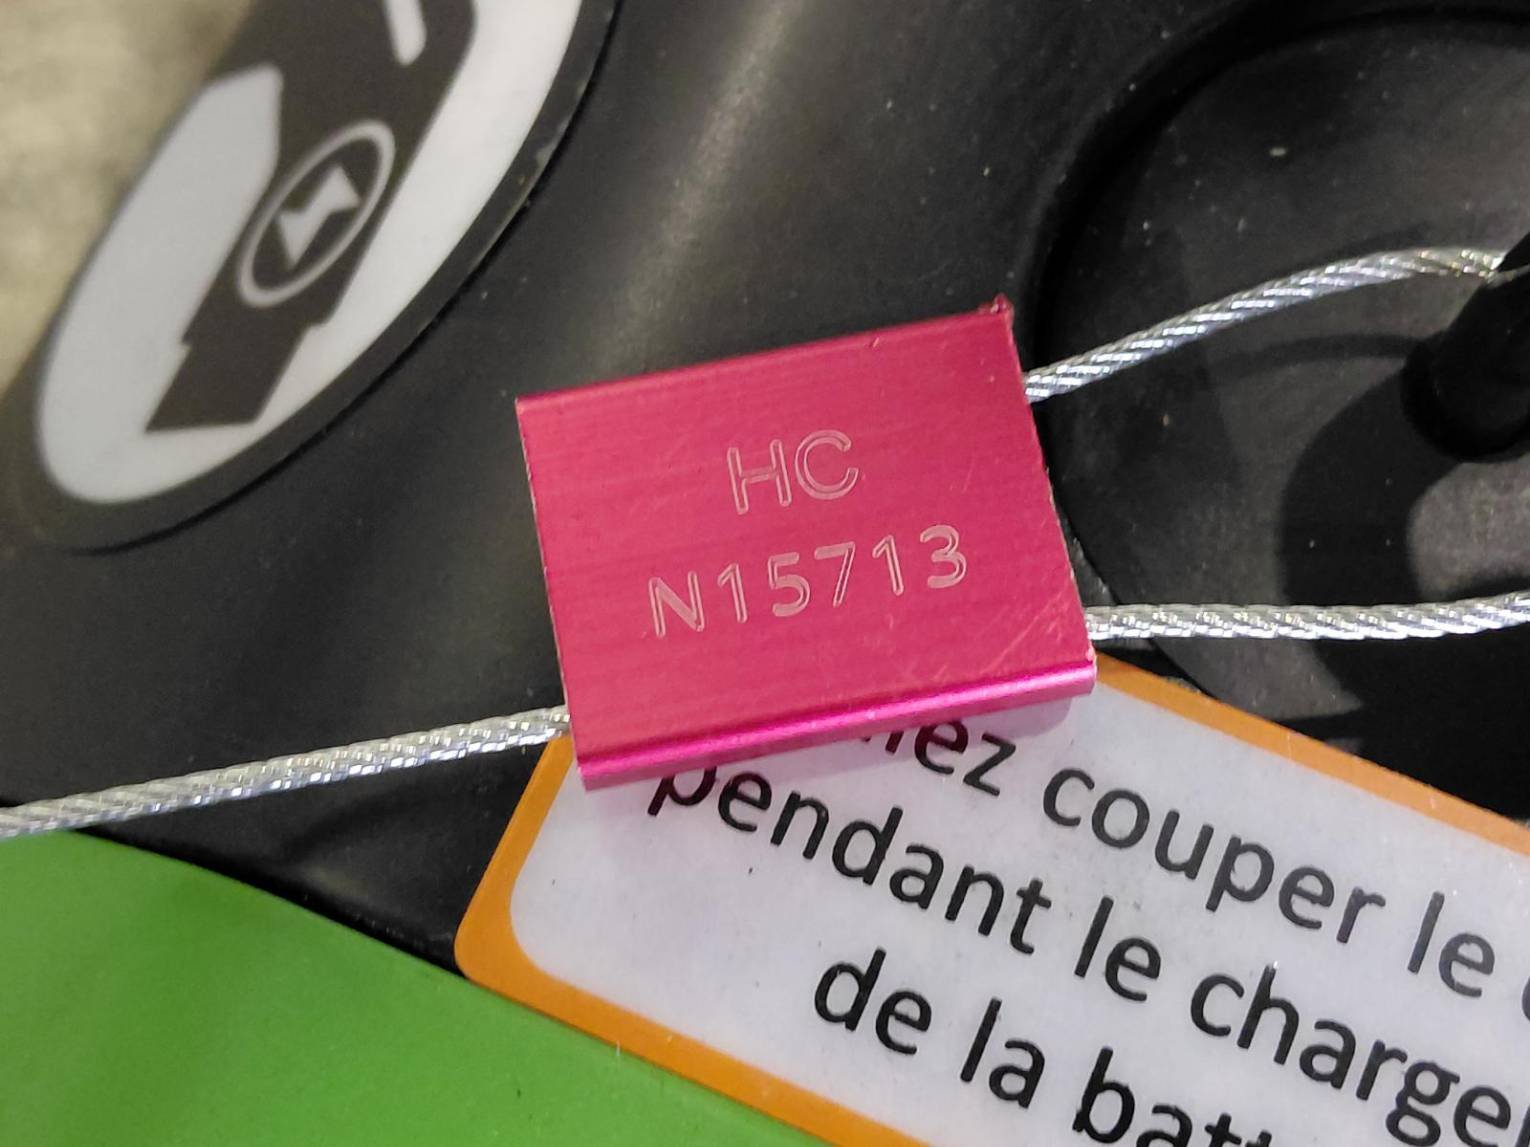 HC
N15713
couper le
pendant le
de la